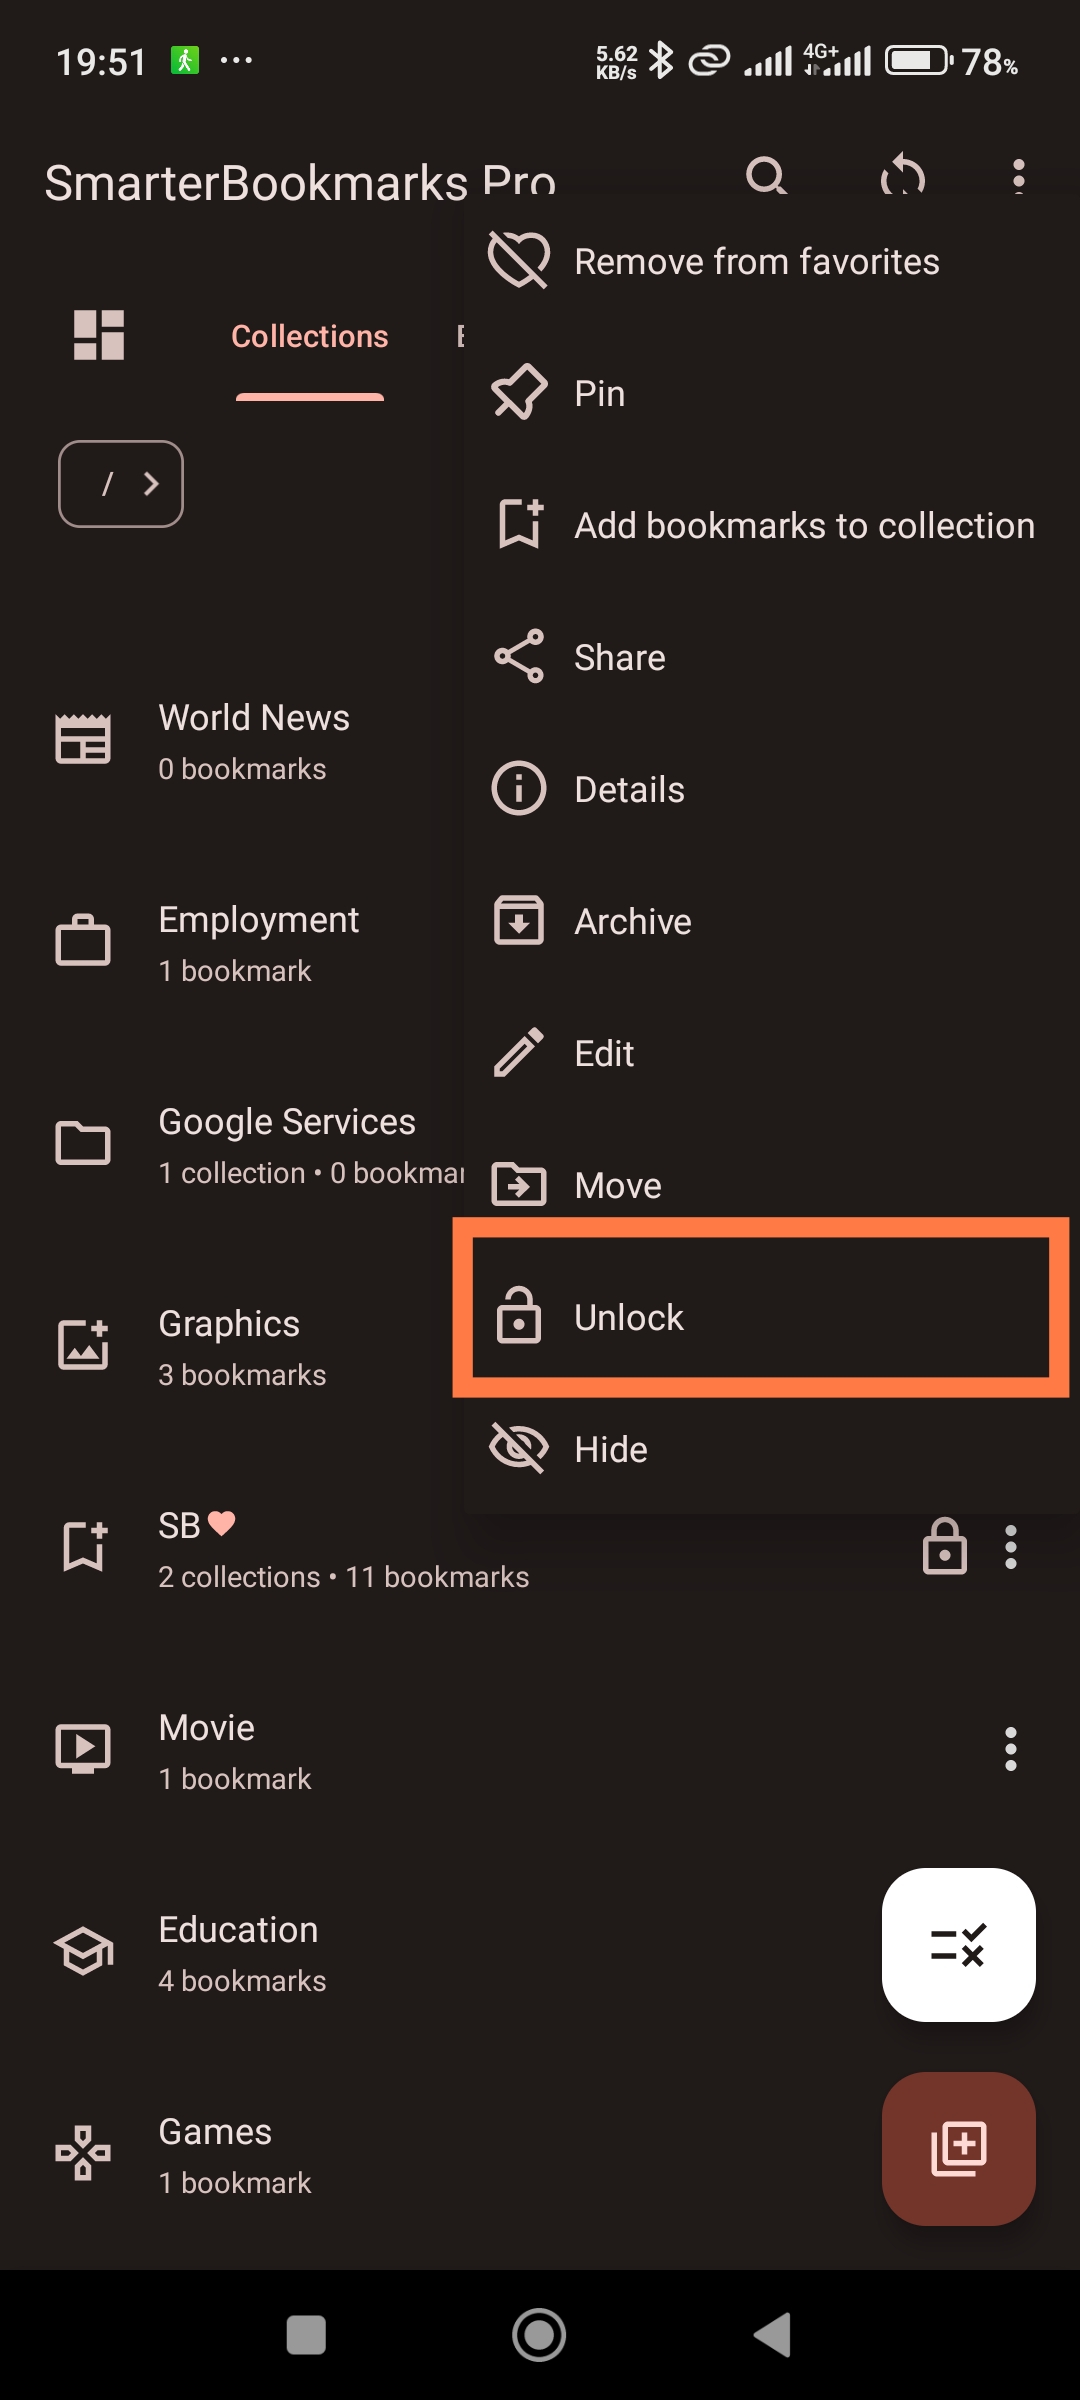 19:51
5.62
KB/s
4G+
78%
SmarterBookmarks Pro
Remove from favorites
Collections
Pin
/
Add bookmarks to collection
Share
World News
0 bookmarks
Details
Employment
1 bookmark
Archive
Edit
Google Services
1 collection • 0 bookmar
Move
Graphics
3 bookmarks
Unlock
Hide
SB
2 collections • 11 bookmarks
Movie
1 bookmark
Education
4 bookmarks
Games
1 bookmark